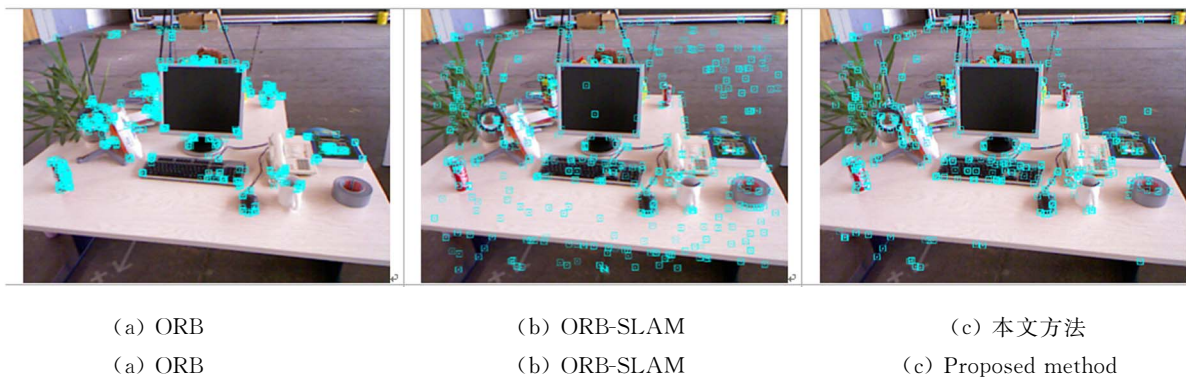 (a) ORB
(b) ORB-SLAM
(c) 本文方法
(a) ORB
(b) ORB-SLAM
(c) Proposed method